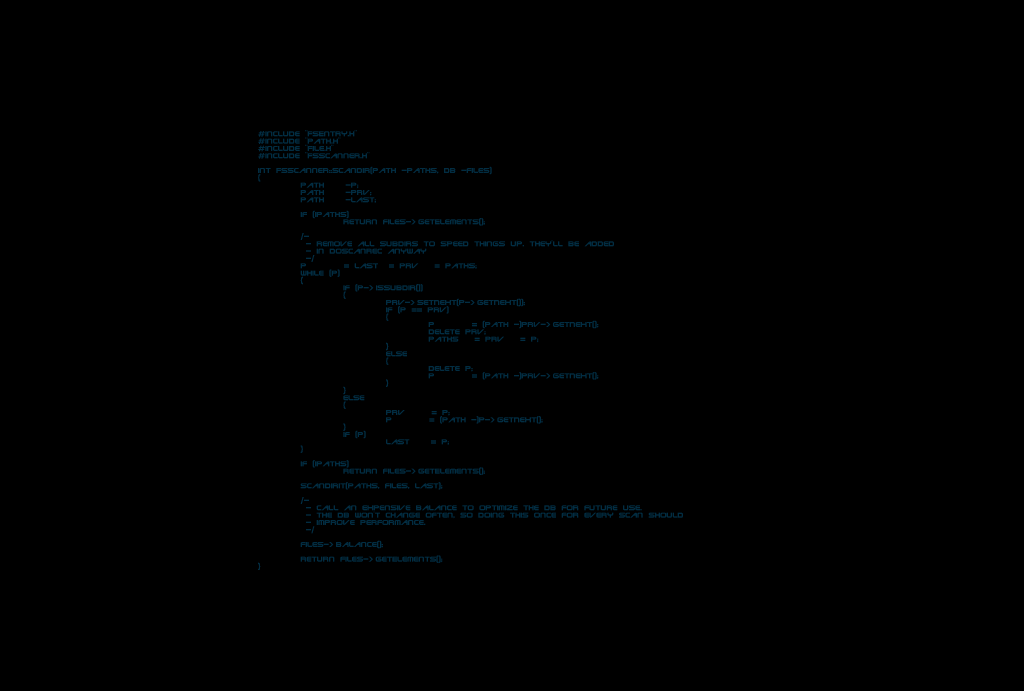 #INCLUDE "FSENTRY.H"
#INCLUDE "PATH.H"
#INCLUDE "FILE.H"
#INCLUDE "FSSCANNER.H"
INT FSSCANNER::SCANDIR(PATH *PATHS, DB *FILES)
{
PATH *P;
PATH *PRV;
PATH *LAST;
IF (!PATHS)
RETURN FILES->GETELEMENTS();
/*
* REMOVE ALL SUBDIRS TO SPEED THINGS UP. THEY'LL BE ADDED
* IN DOSCANREC ANYWAY
*/
P = LAST = PRV = PATHS;
WHILE (P)
{
IF (P->ISSUBDIR())
{
PRV->SETNEXT(P->GETNEXT());
IF (P == PRV)
{
P = (PATH *)PRV->GETNEXT();
DELETE PRV;
PATHS = PRV = P;
}
ELSE
{
DELETE P;
P = (PATH *)PRV->GETNEXT();
}
}
ELSE
{
PRV = P;
P = (PATH *)P->GETNEXT();
}
IF (P)
LAST = P;
}
IF (!PATHS)
RETURN FILES->GETELEMENTS();
SCANDIRINT(PATHS, FILES, LAST);
/*
* CALL AN EXPENSIVE BALANCE TO OPTIMIZE THE DB FOR FUTURE USE.
* THE DB WON'T CHANGE OFTEN, SO DOING THIS ONCE FOR EVERY SCAN SHOULD
* IMPROVE PERFORMANCE.
*/
FILES->BALANCE();
RETURN FILES->GETELEMENTS();
}